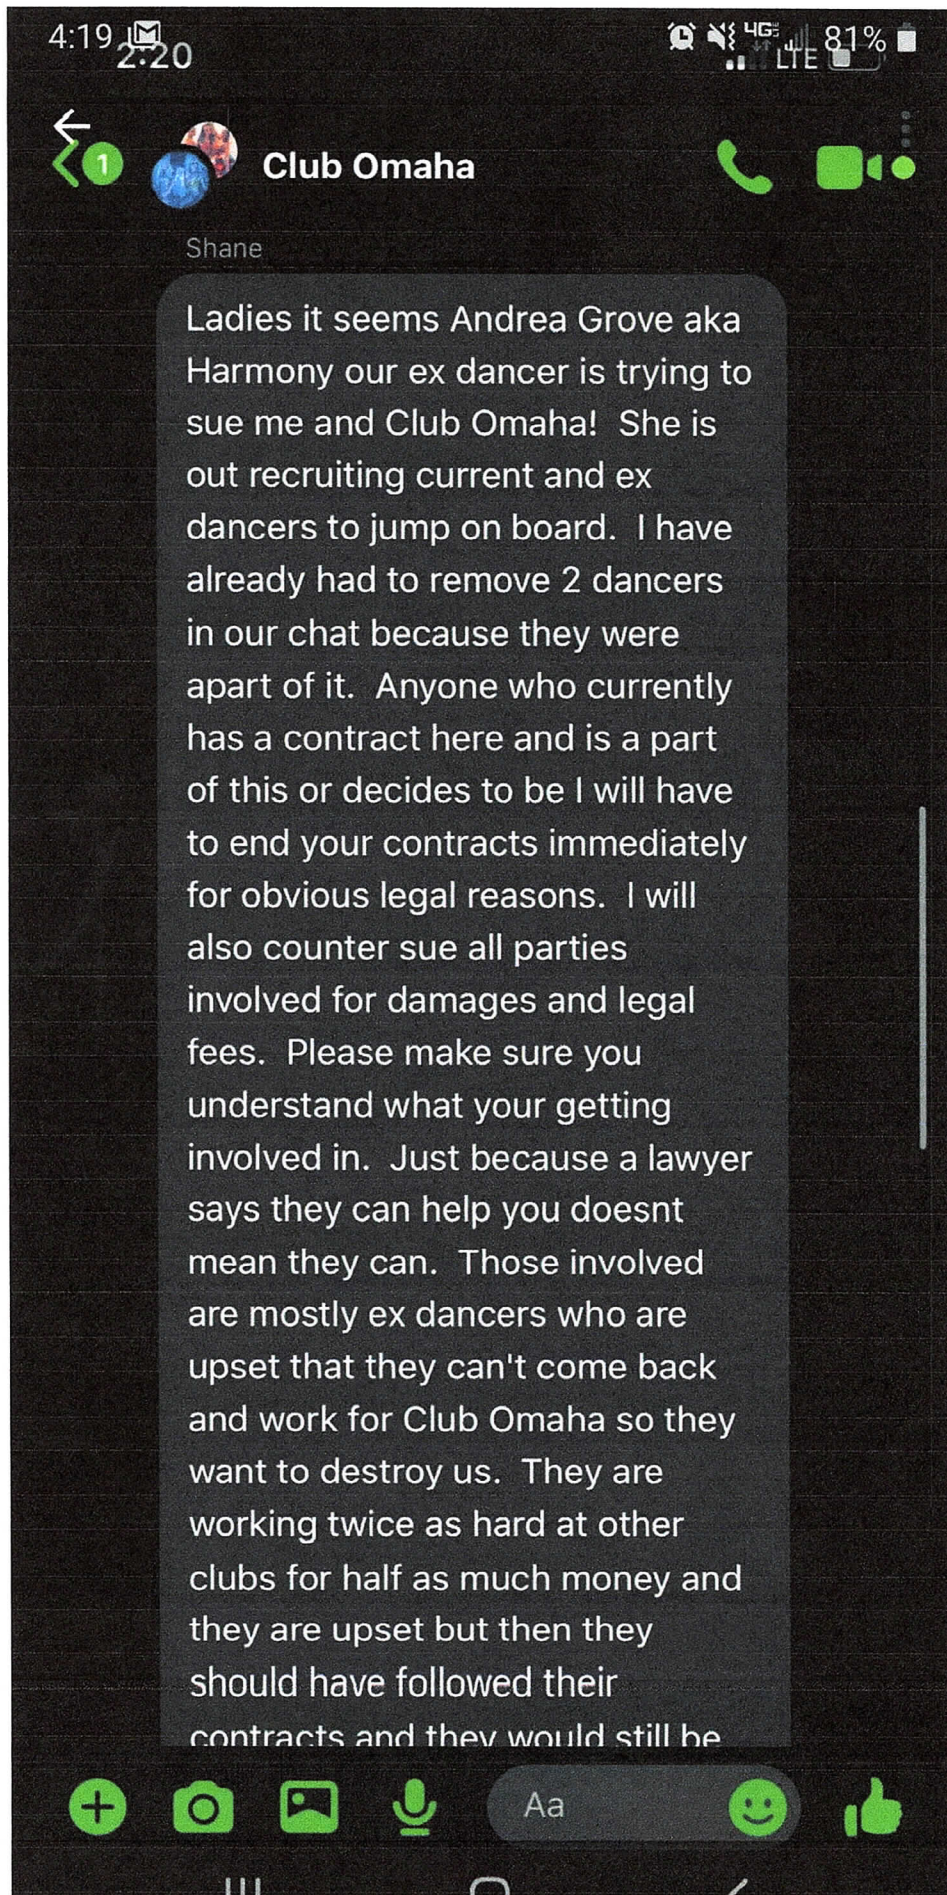 4:19
2:20
4G
LTE
81%
1
Club Omaha
Shane
Ladies it seems Andrea Grove aka
Harmony our ex dancer is trying to
sue me and Club Omaha!  She is
out recruiting current and ex
dancers to jump on board.  I have
already had to remove 2 dancers
in our chat because they were
apart of it.  Anyone who currently
has a contract here and is a part
of this or decides to be I will have
to end your contracts immediately
for obvious legal reasons.  I will
also counter sue all parties
involved for damages and legal
fees.  Please make sure you
understand what your getting
involved in.  Just because a lawyer
says they can help you doesnt
mean they can.  Those involved
are mostly ex dancers who are
upset that they can't come back
and work for Club Omaha so they
want to destroy us.  They are
working twice as hard at other
clubs for half as much money and
they are upset but then they
should have followed their
contracts and they would still be
Aa